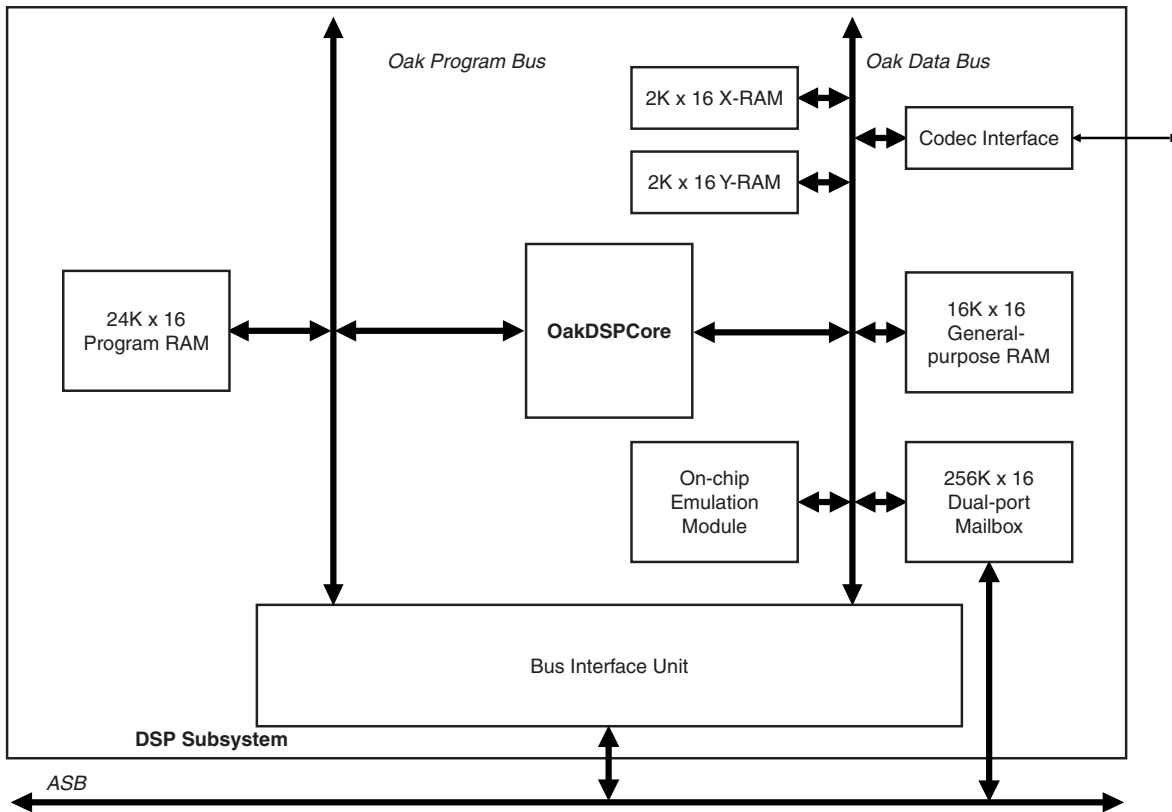 Oak Program Bus
Oak Data Bus
2K x 16 X-RAM
Codec Interface
2K x 16 Y-RAM
24K x 16
Program RAM
OakDSPCore
16K x 16
General-
purpose RAM
On-chip
Emulation
Module
256K x 16
Dual-port
Mailbox
Bus Interface Unit
DSP Subsystem
ASB